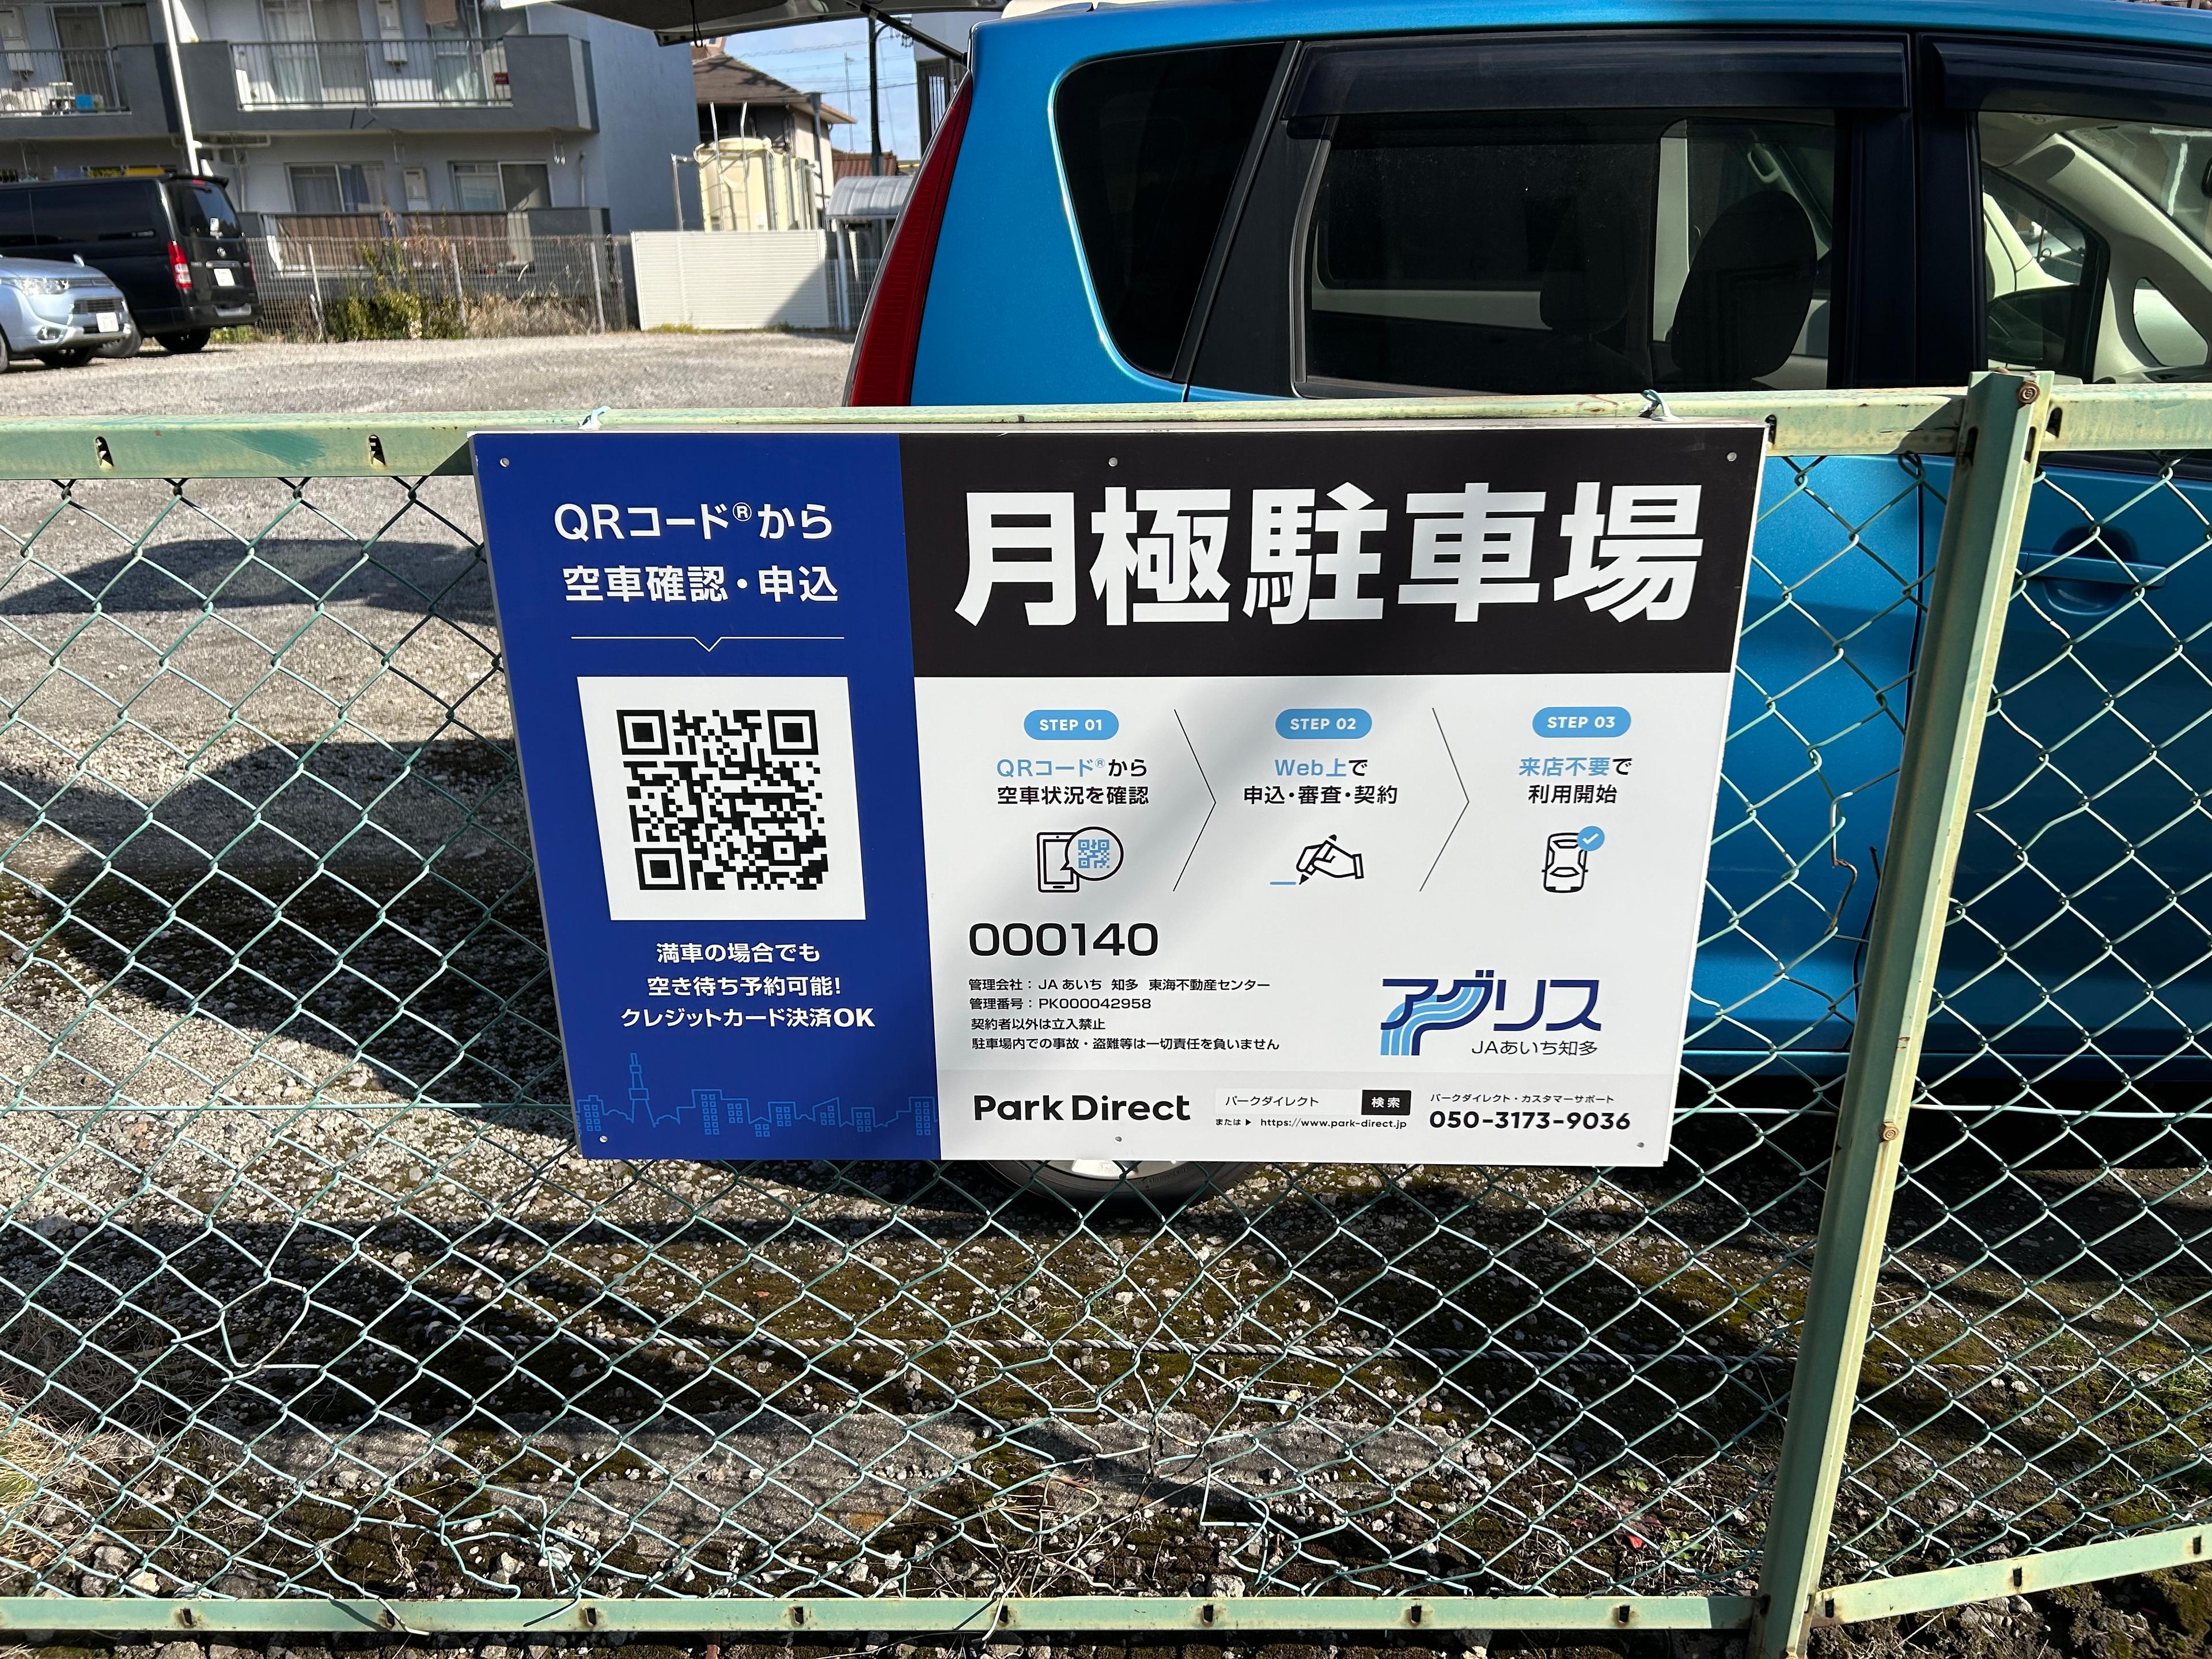 QRコード®から
空車確認・申込
満車の場合でも
空き待ち予約可能!
クレジットカード決済OK
月極駐車場
STEP 01
QRコード®から
空車状況を確認
STEP 02
Web上で
申込・審査・契約
STEP 03
来店不要で
利用開始
000140
管理会社：JA あいち 知多 東海不動産センター
管理番号：PK000042958
契約者以外は立入禁止
駐車場内での事故・盗難等は一切責任を負いません
アグリス
JAあいち知多
Park Direct
パークダイレクト 検索
または▶ https://www.park-direct.jp
パークダイレクト・カスタマーサポート
050-3173-9036